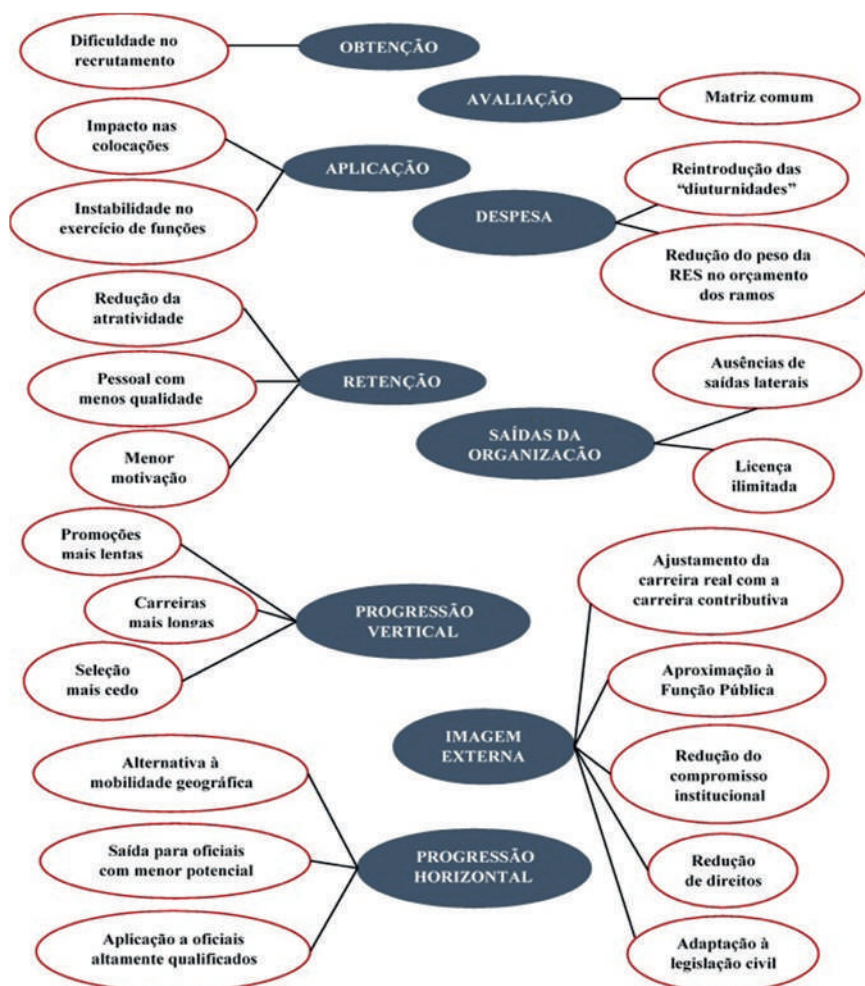 Dificuldade no
recrutamento
OBTENÇÃO
AVALIAÇÃO
Matriz comum
Impacto nas
colocações
APLICAÇÃO
Instabilidade no
exercício de funções
Reintrodução das
“diuturnidades”
DESPESA
Redução do peso da
RES no orçamento
dos ramos
Redução da
atratividade
Pessoal com
menos qualidade
RETENÇÃO
Menor
motivação
Ausências de
saídas laterais
SAÍDAS DA
ORGANIZAÇÃO
Licença
ilimitada
Promoções
mais lentas
Carreiras
mais longas
PROGRESSÃO
VERTICAL
Seleção
mais cedo
Ajustamento da
carreira real com a
carreira contributiva
Aproximação à
Função Pública
IMAGEM
EXTERNA
Redução do
compromisso
institucional
Redução
de direitos
Adaptação à
legislação civil
Alternativa à
mobilidade geográfica
Saída para oficiais
com menor potencial
PROGRESSÃO
HORIZONTAL
Aplicação a oficiais
altamente qualificados